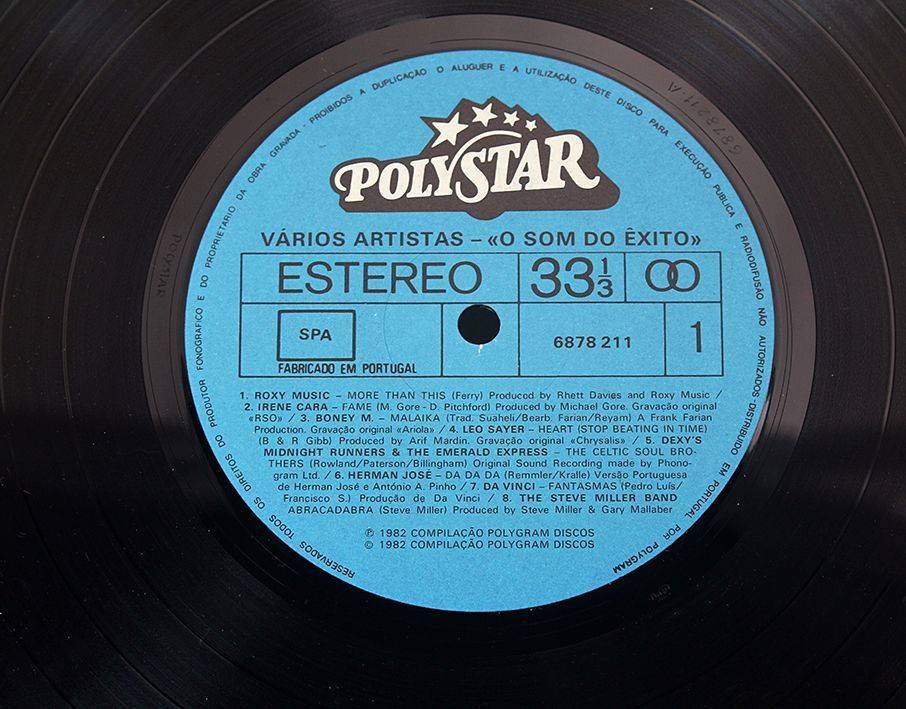 RESERVADOS TODOS OS DIREITOS DO PRODUTOR FONOGRAFICO E DO PROPRIETARIO DA OBRA GRAVADA - PROIBIDOS A DUPLICAÇÃO O ALUGUER E A UTILIZAÇÃO DESTE DISCO PARA EXECUÇÃO PUBLICA E RADIODIFUSÃO NÃO AUTORIZADOS-DISTRIBUIDO EM PORTUGAL POR POLYGRAM
POLYSTAR
VÁRIOS ARTISTAS – «O SOM DO ÊXITO»
ESTEREO 33 1/3
SPA 6878 211 1
FABRICADO EM PORTUGAL
1. ROXY MUSIC – MORE THAN THIS (Ferry) Produced by Rhett Davies and Roxy Music /
2. IRENE CARA – FAME (M. Gore - D. Pitchford) Produced by Michael Gore. Gravação original
«RSO» / 3. BONEY M. – MALAIKA (Trad. Suaheli/Bearb. Farian/Reyam) A Frank Farian
Production. Gravação original «Ariola» / 4. LEO SAYER – HEART (STOP BEATING IN TIME)
(B & R Gibb) Produced by Arif Mardin. Gravação original «Chrysalis» / 5. DEXY'S
MIDNIGHT RUNNERS & THE EMERALD EXPRESS – THE CELTIC SOUL BRO-
THERS (Rowland/Paterson/Billingham) Original Sound Recording made by Phono-
gram Ltd. / 6. HERMAN JOSÉ – DA DA DA (Remmler/Kralle) Versão Portuguesa
de Herman José e António A. Pinho / 7. DA VINCI – FANTASMAS (Pedro Luís/
Francisco S.) Produção de Da Vinci / 8. THE STEVE MILLER BAND
ABRACADABRA (Steve Miller) Produced by Steve Miller & Gary Mallaber
℗ 1982 COMPILAÇÃO POLYGRAM DISCOS
© 1982 COMPILAÇÃO POLYGRAM DISCOS
POLYSTAR
6878211-A